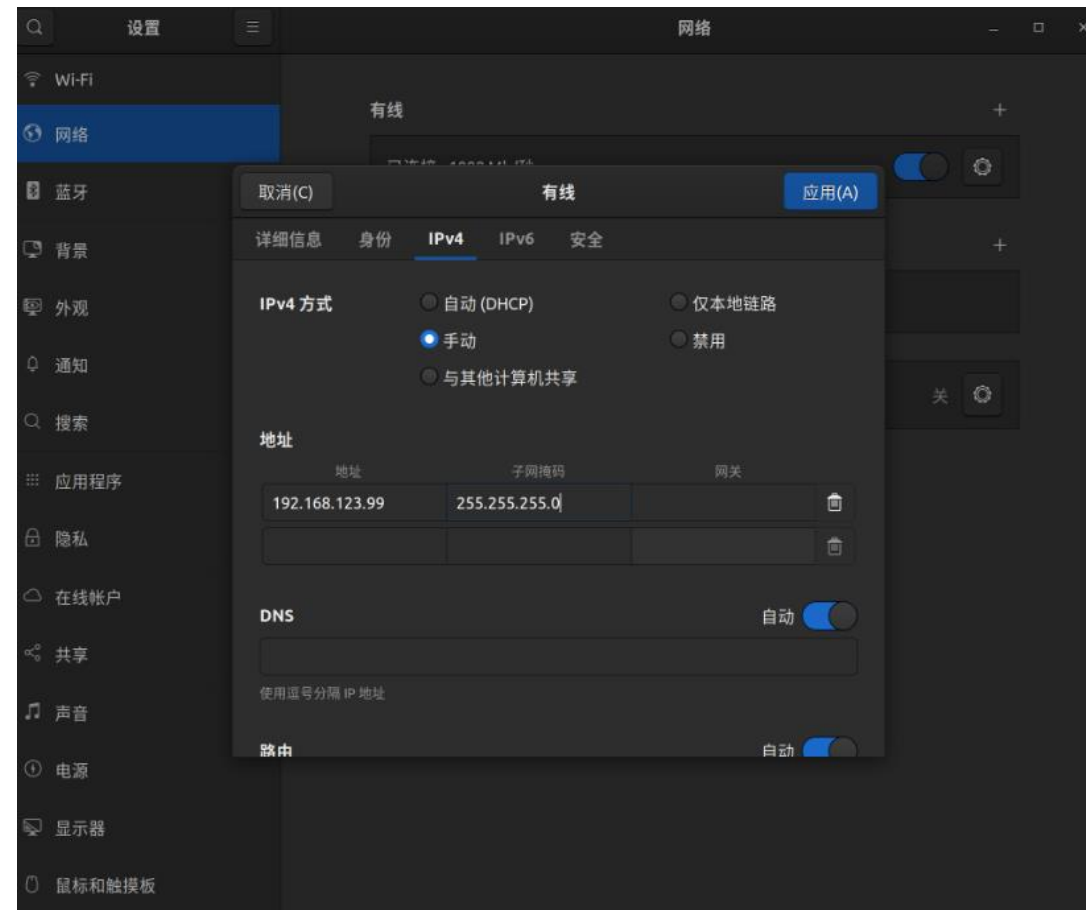 设置
网络
Wi-Fi
网络
蓝牙
背景
外观
通知
搜索
应用程序
隐私
在线帐户
共享
声音
电源
显示器
鼠标和触摸板
有线
取消(C)
有线
应用(A)
详细信息 身份 IPv4 IPv6 安全
IPv4 方式
自动 (DHCP)
仅本地链路
手动
禁用
与其他计算机共享
关
地址
地址 子网掩码 网关
192.168.123.99 255.255.255.0
DNS 自动
使用逗号分隔 IP 地址
路由 自动